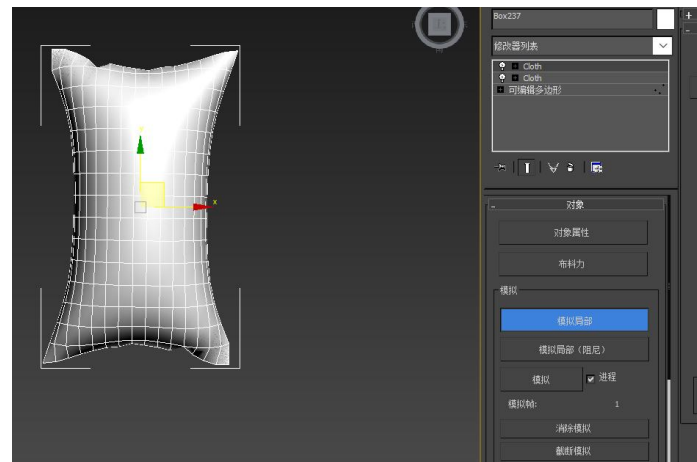 Box237
修改器列表
Cloth
Cloth
可编辑多边形
对象
对象属性
布料力
模拟
模拟局部
模拟局部（阻尼）
模拟
进程
模拟帧:
1
消除模拟
截断模拟
y
x